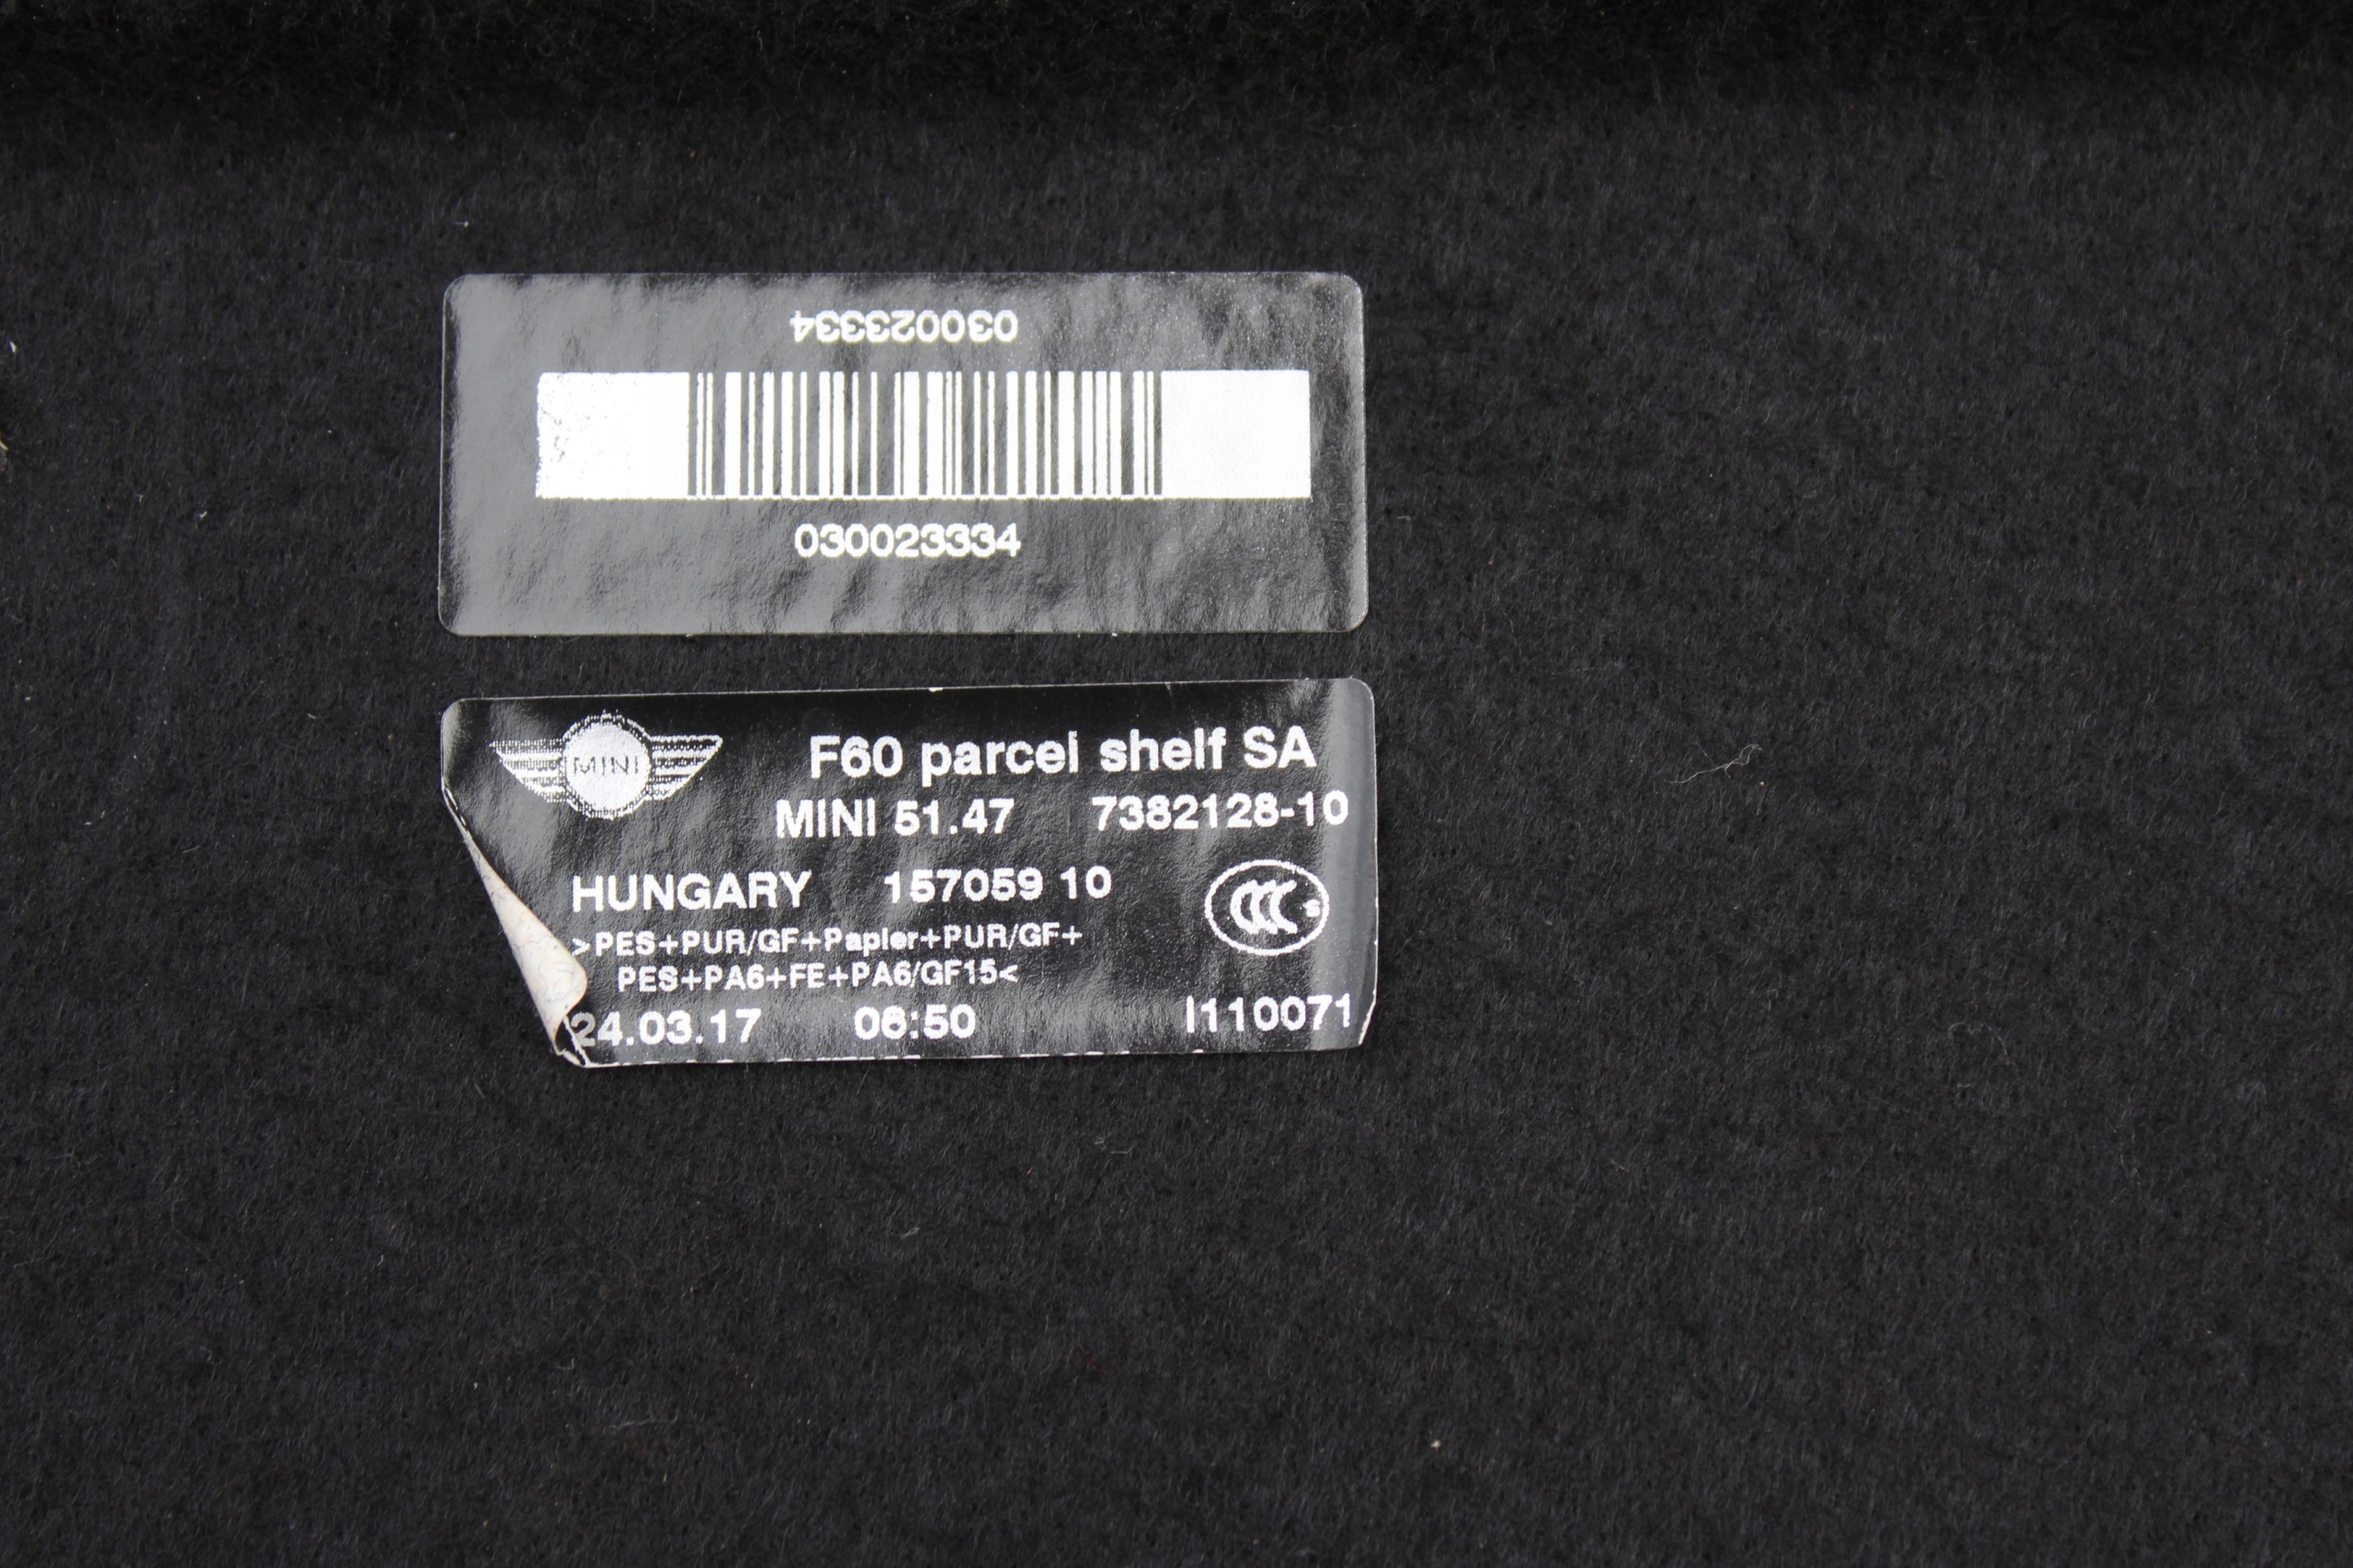 030023334
030023334
MINI
F60 parcel shelf SA
MINI 51.47 7382128-10
HUNGARY 157059 10
CCC
>PES+PUR/GF+Papier+PUR/GF+
PES+PA6+FE+PA6/GF15<
24.03.17 06:50 I110071